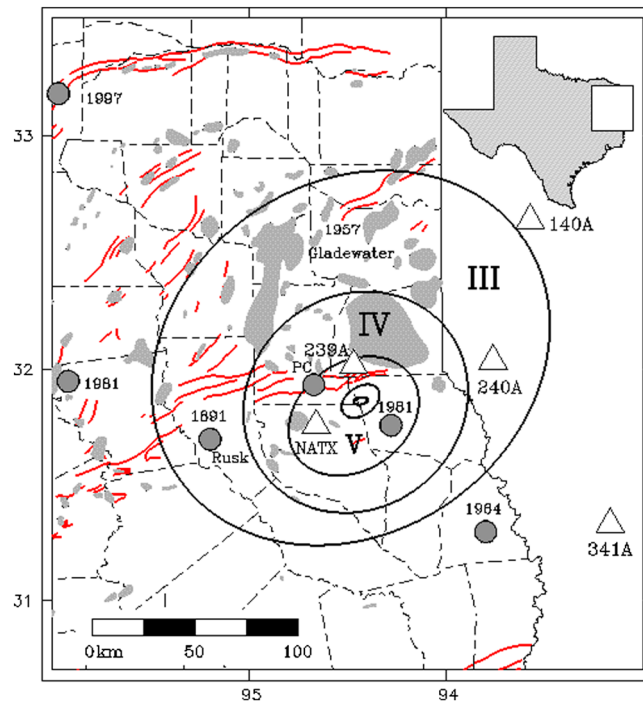 33
1997
140A
1957
Gladewater
III
IV
239A
32
PC
240A
1981
1891
1981
Rusk
NATX
V
1964
341A
31
0km
50
100
95
94